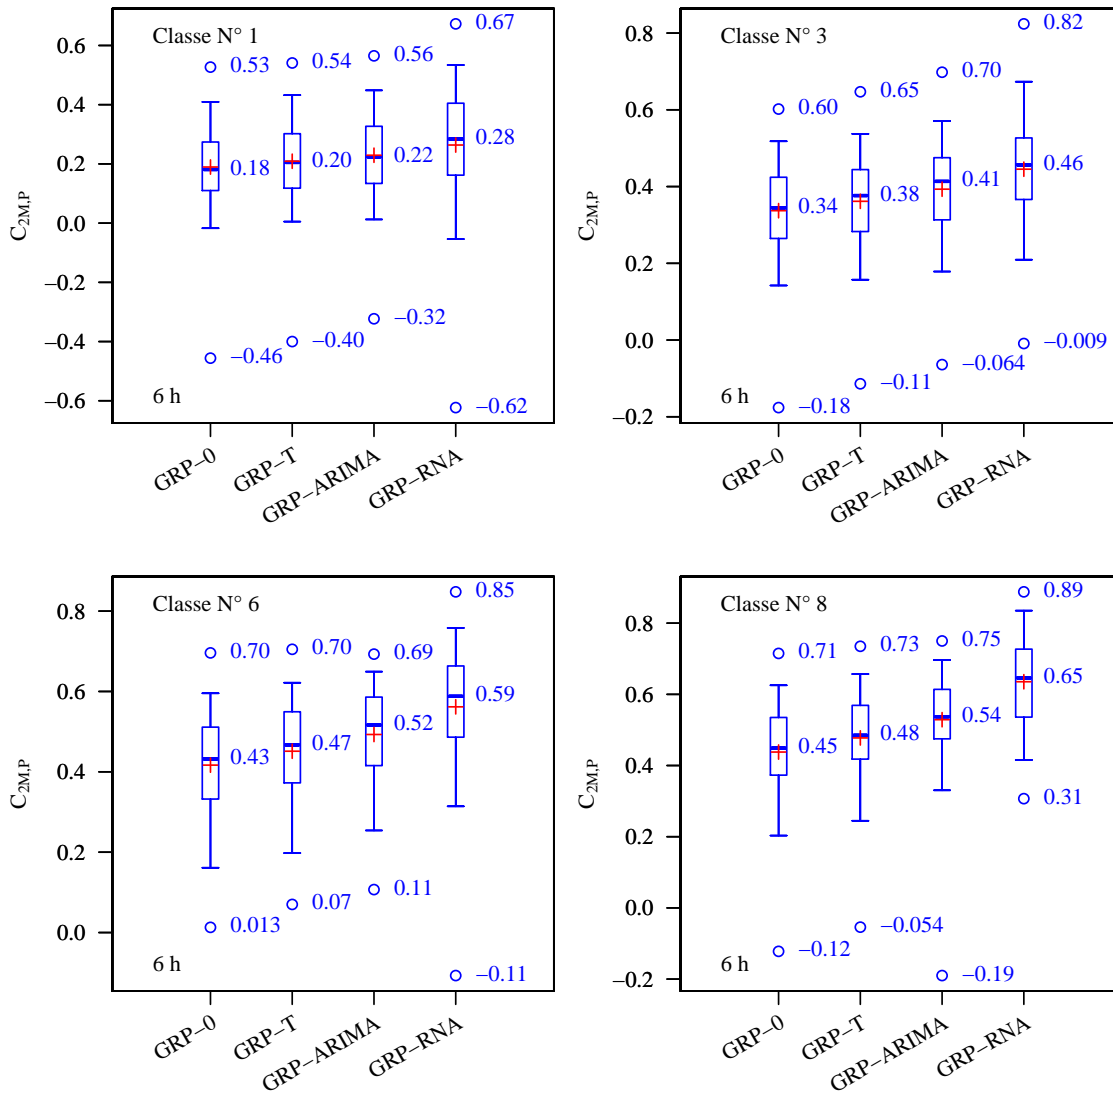 Classe N° 1
C2M,P
0.6
0.4
0.2
0.0
−0.2
−0.4
−0.6
0.53
0.54
0.56
0.67
0.18
0.20
0.22
0.28
−0.46
−0.40
−0.32
−0.62
6 h
GRP−0
GRP−T
GRP−ARIMA
GRP−RNA
Classe N° 3
C2M,P
0.8
0.6
0.4
0.2
0.0
−0.2
0.60
0.65
0.70
0.82
0.34
0.38
0.41
0.46
−0.18
−0.11
−0.064
−0.009
6 h
GRP−0
GRP−T
GRP−ARIMA
GRP−RNA
Classe N° 6
C2M,P
0.8
0.6
0.4
0.2
0.0
0.70
0.70
0.69
0.85
0.43
0.47
0.52
0.59
0.013
0.07
0.11
−0.11
6 h
GRP−0
GRP−T
GRP−ARIMA
GRP−RNA
Classe N° 8
C2M,P
0.8
0.6
0.4
0.2
0.0
−0.2
0.71
0.73
0.75
0.89
0.45
0.48
0.54
0.65
−0.12
−0.054
−0.19
0.31
6 h
GRP−0
GRP−T
GRP−ARIMA
GRP−RNA